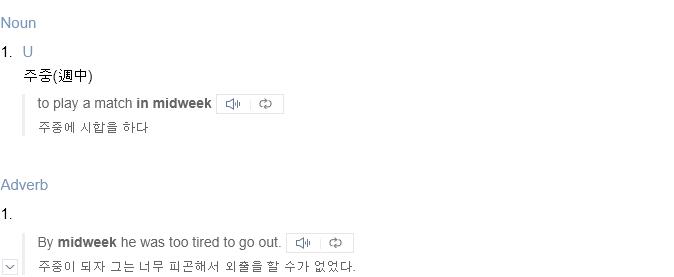 Noun
1. U
주중(週中)
to play a match in midweek
주중에 시합을 하다
Adverb
1.
By midweek he was too tired to go out.
주중이 되자 그는 너무 피곤해서 외출을 할 수가 없었다.